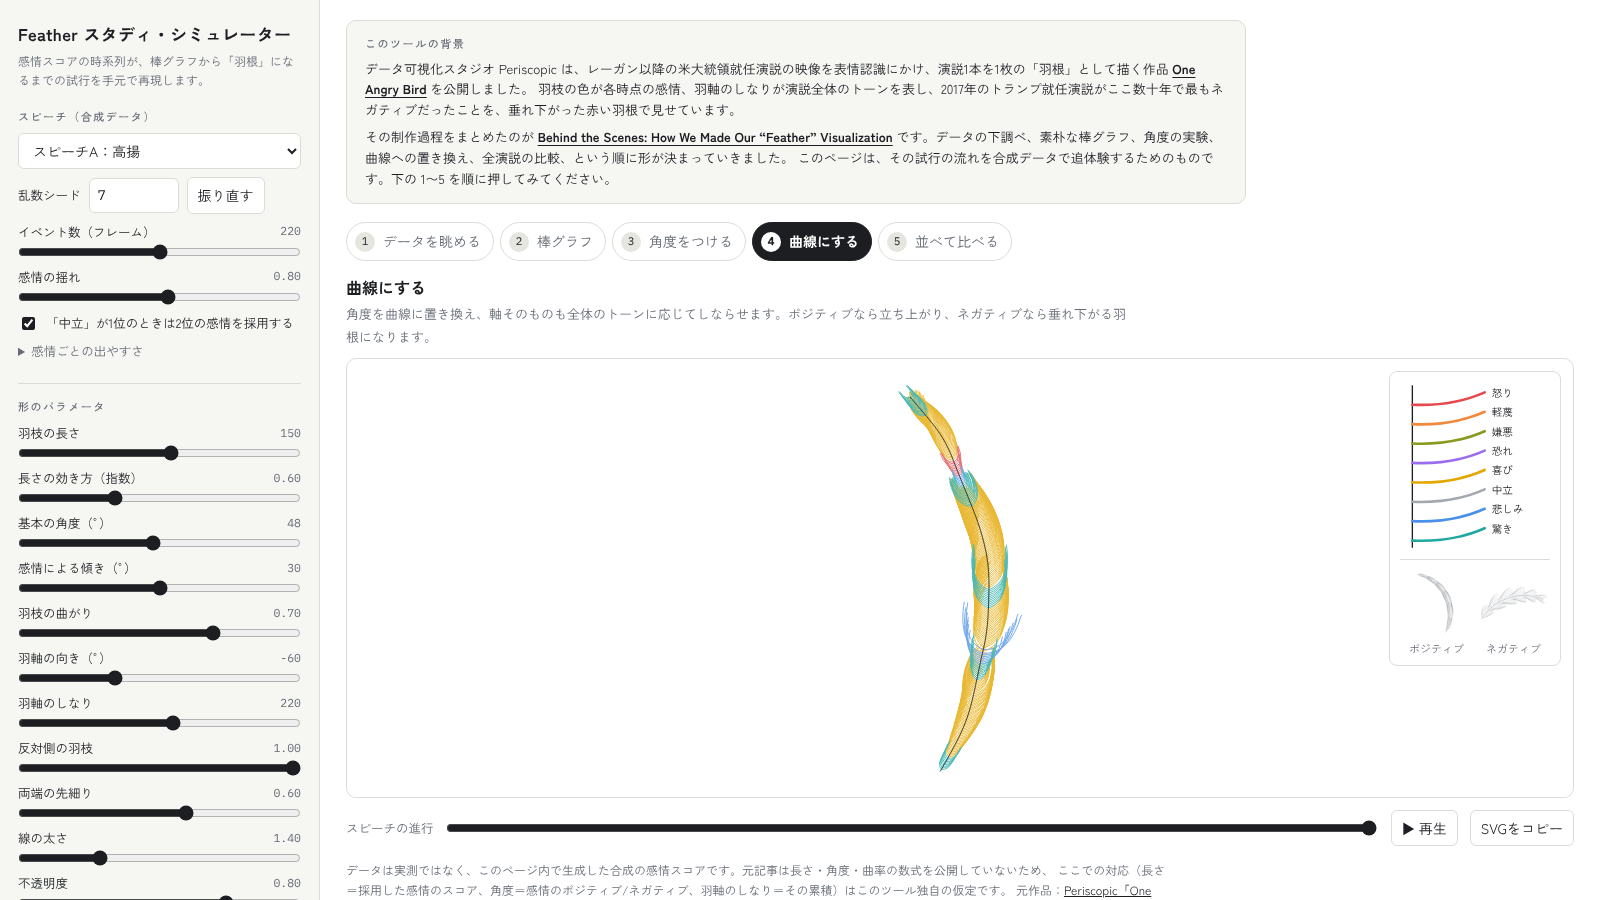 Feather スタディ・シミュレーター
感情スコアの時系列が、棒グラフから「羽根」にな
るまでの試行を手元で再現します。
スピーチ（合成データ）
スピーチA：高揚
乱数シード 7 振り直す
イベント数（フレーム） 220
感情の揺れ 0.80
「中立」が1位のときは2位の感情を採用する
▶ 感情ごとの出やすさ
形のパラメータ
羽枝の長さ 150
長さの効き方（指数） 0.60
基本の角度（°） 48
感情による傾き（°） 30
羽枝の曲がり 0.70
羽軸の向き（°） -60
羽軸のしなり 220
反対側の羽枝 1.00
両端の先細り 0.60
線の太さ 1.40
不透明度 0.80
このツールの背景
データ可視化スタジオ Periscopic は、レーガン以降の米大統領就任演説の映像を表情認識にかけ、演説1本を1枚の「羽根」として描く作品 One
Angry Bird を公開しました。 羽枝の色が各時点の感情、羽軸のしなりが演説全体のトーンを表し、2017年のトランプ就任演説がここ数十年で最もネ
ガティブだったことを、垂れ下がった赤い羽根で見せています。
その制作過程をまとめたのが Behind the Scenes: How We Made Our “Feather” Visualization です。データの下調べ、素朴な棒グラフ、角度の実験、
曲線への置き換え、全演説の比較、という順に形が決まっていきました。 このページは、その試行の流れを合成データで追体験するためのもので
す。下の 1〜5 を順に押してみてください。
1 データを眺める 2 棒グラフ 3 角度をつける 4 曲線にする 5 並べて比べる
曲線にする
角度を曲線に置き換え、軸そのものも全体のトーンに応じてしならせます。ポジティブなら立ち上がり、ネガティブなら垂れ下がる羽
根になります。
怒り
軽蔑
嫌悪
恐れ
喜び
中立
悲しみ
驚き
ポジティブ ネガティブ
スピーチの進行 ▶ 再生 SVGをコピー
データは実測ではなく、このページ内で生成した合成の感情スコアです。元記事は長さ・角度・曲率の数式を公開していないため、 ここでの対応（長さ
＝採用した感情のスコア、角度＝感情のポジティブ/ネガティブ、羽軸のしなり＝その累積）はこのツール独自の仮定です。 元作品：Periscopic「One